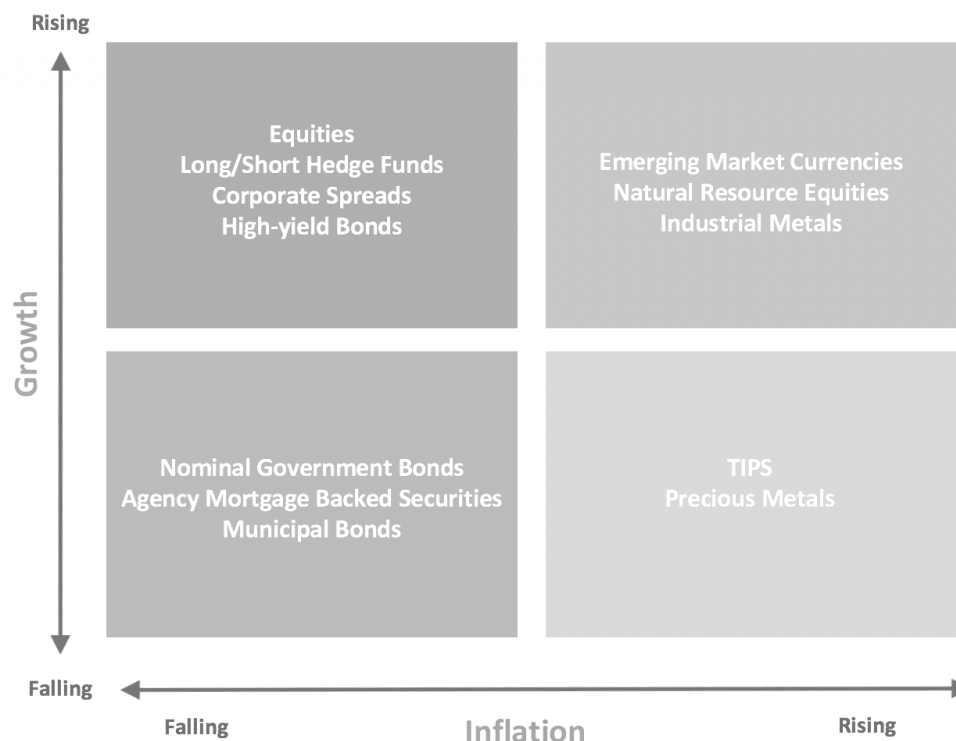 Rising
Equities
Long/Short Hedge Funds
Corporate Spreads
High-yield Bonds
Emerging Market Currencies
Natural Resource Equities
Industrial Metals
Growth
Nominal Government Bonds
Agency Mortgage Backed Securities
Municipal Bonds
TIPS
Precious Metals
Falling
Falling
Inflation
Rising